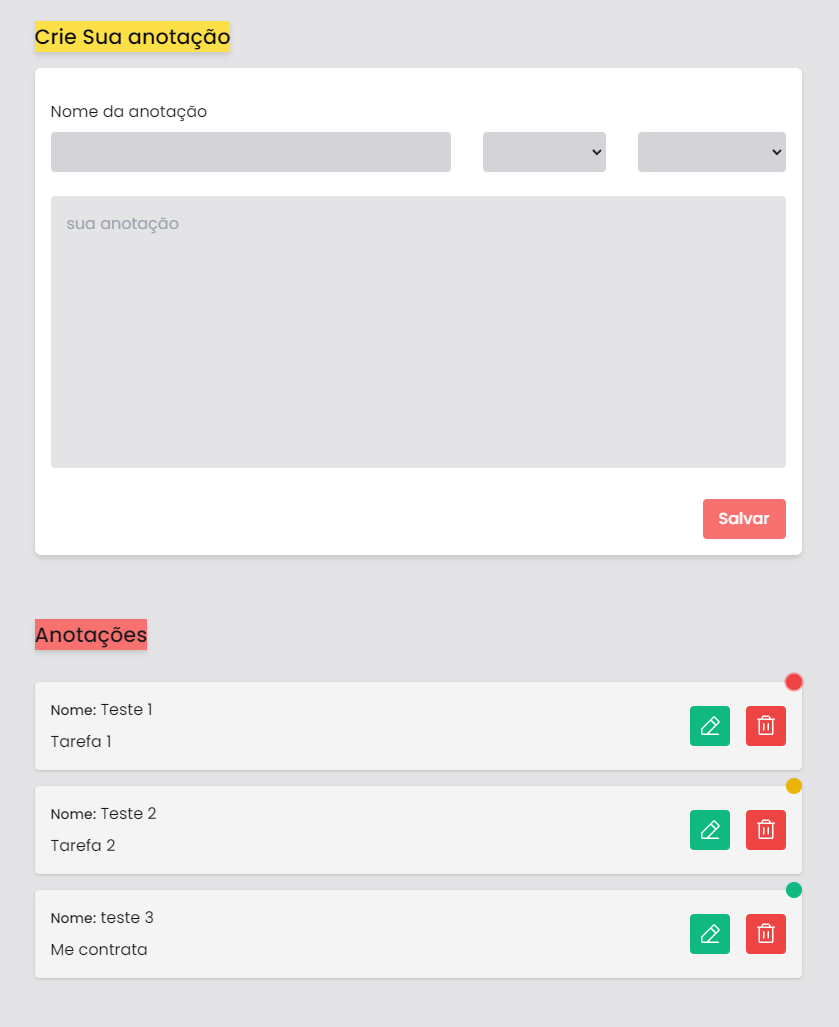 Crie Sua anotação
Nome da anotação
sua anotação
Salvar
Anotações
Nome: Teste 1
Tarefa 1
Nome: Teste 2
Tarefa 2
Nome: teste 3
Me contrata